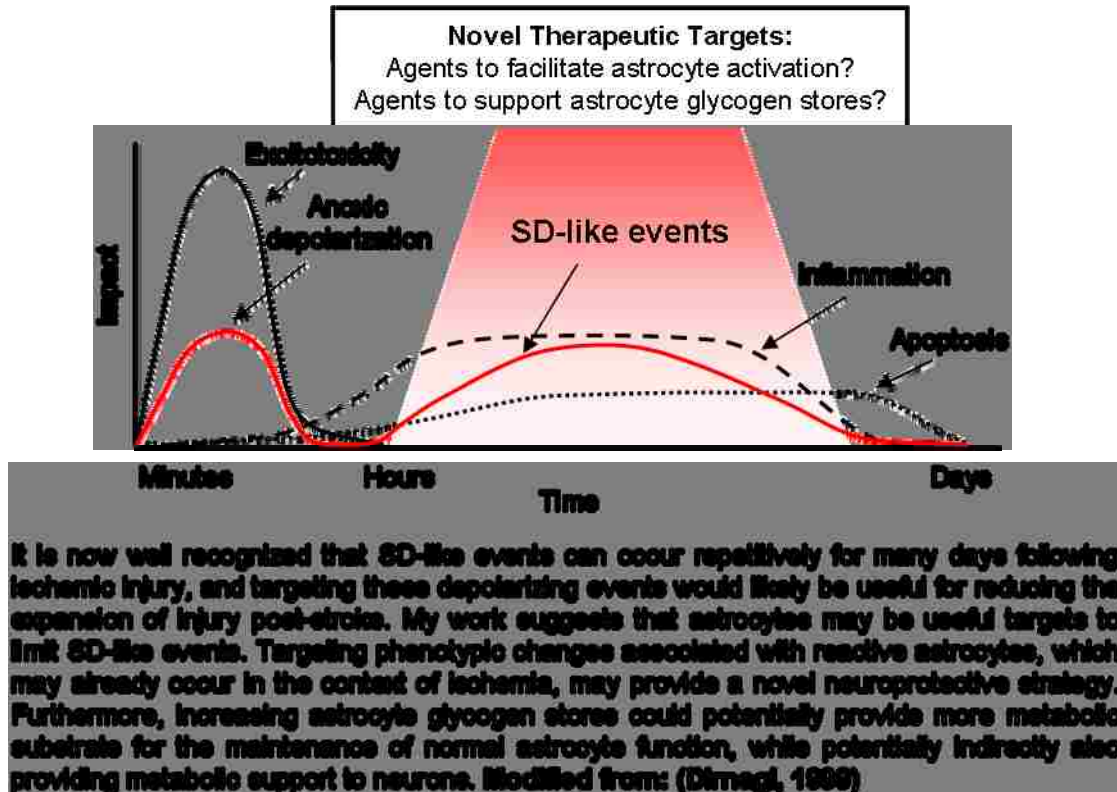 Novel Therapeutic Targets:
Agents to facilitate astrocyte activation?
Agents to support astrocyte glycogen stores?
Excitotoxicity
Anoxic
depolarization
SD-like events
Inflammation
Apoptosis
Impact
Minutes
Hours
Days
Time
It is now well recognized that SD-like events can occur repetitively for many days following
ischemic injury, and targeting these depolarizing events would likely be useful for reducing the
expansion of injury post-stroke. My work suggests that astrocytes may be useful targets to
limit SD-like events. Targeting phenotypic changes associated with reactive astrocytes, which
may already occur in the context of ischemia, may provide a novel neuroprotective strategy.
Furthermore, increasing astrocyte glycogen stores could potentially provide more metabolic
substrate for the maintenance of normal astrocyte function, while potentially indirectly also
providing metabolic support to neurons. Modified from: (Dirnagl, 1999)